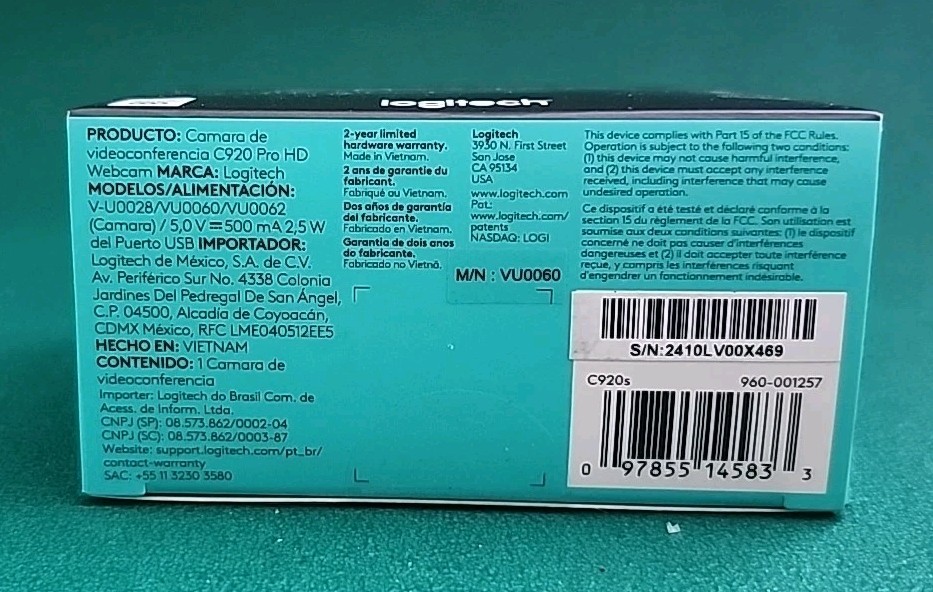 logitech
PRODUCTO: Camara de
videoconferencia C920 Pro HD
Webcam MARCA: Logitech
MODELOS/ALIMENTACIÓN:
V-U0028/VU0060/VU0062
(Camara) / 5,0 V⎓500 mA 2,5 W
del Puerto USB IMPORTADOR:
Logitech de México, S.A. de C.V.
Av. Periférico Sur No. 4338 Colonia
Jardines Del Pedregal De San Ángel,
C.P. 04500, Alcadía de Coyoacán,
CDMX México, RFC LME040512EE5
HECHO EN: VIETNAM
CONTENIDO: 1 Camara de
videoconferencia
Importer: Logitech do Brasil Com. de
Acess. de Inform. Ltda.
CNPJ (SP): 08.573.862/0002-04
CNPJ (SC): 08.573.862/0003-87
Website: support.logitech.com/pt_br/
contact-warranty
SAC: +55 11 3230 3580
2-year limited
hardware warranty.
Made in Vietnam.
2 ans de garantie du
fabricant.
Fabriqué au Vietnam.
Dos años de garantía
del fabricante.
Fabricado en Vietnam.
Garantia de dois anos
do fabricante.
Fabricado no Vietnã.
Logitech
3930 N. First Street
San Jose
CA 95134
USA
www.logitech.com
Pat.:
www.logitech.com/
patents
NASDAQ: LOGI
M/N : VU0060
This device complies with Part 15 of the FCC Rules.
Operation is subject to the following two conditions:
(1) this device may not cause harmful interference,
and (2) this device must accept any interference
received, including interference that may cause
undesired operation.
Ce dispositif a été testé et déclaré conforme à la
section 15 du règlement de la FCC. Son utilisation est
soumise aux deux conditions suivantes: (1) le dispositif
concerné ne doit pas causer d'interférences
dangereuses et (2) il doit accepter toute interférence
reçue, y compris les interférences risquant
d'engendrer un fonctionnement indésirable.
S/N:2410LV00X469
C920s 960-001257
0 97855 14583 3